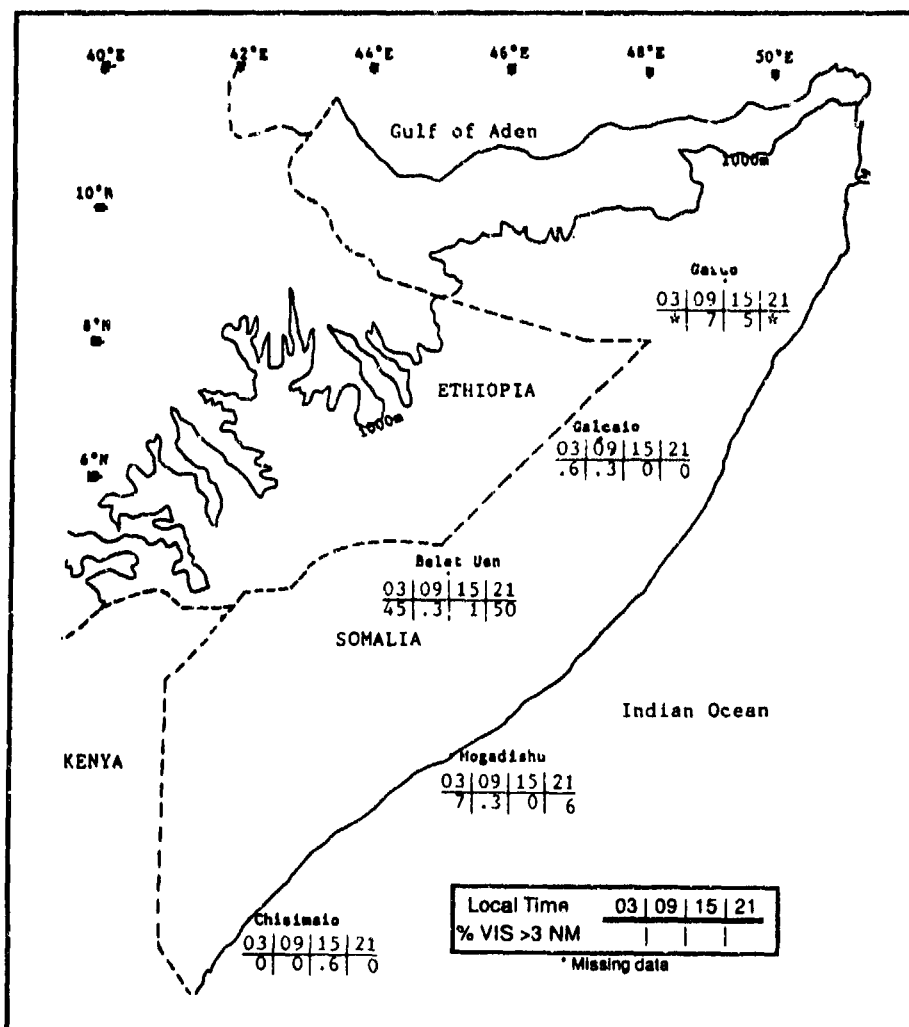 40°E 42°E 44°E 46°E 48°E 50°E
Gulf of Aden
1000m
10°N
03 | 09 | 15 | 21
* | 7 | 5 | *
8°N
ETHIOPIA
1000m
Galcaio
03 | 09 | 15 | 21
.6 | .3 | 0 | 0
6°N
Belet Uen
03 | 09 | 15 | 21
45 | .3 | 1 | 50
SOMALIA
Indian Ocean
KENYA
Mogadishu
03 | 09 | 15 | 21
7 | .3 | 0 | 6
Local Time 03 | 09 | 15 | 21
% VIS >3 NM
* Missing data
Chisimaio
03 | 09 | 15 | 21
0 | 0 | .6 | 0